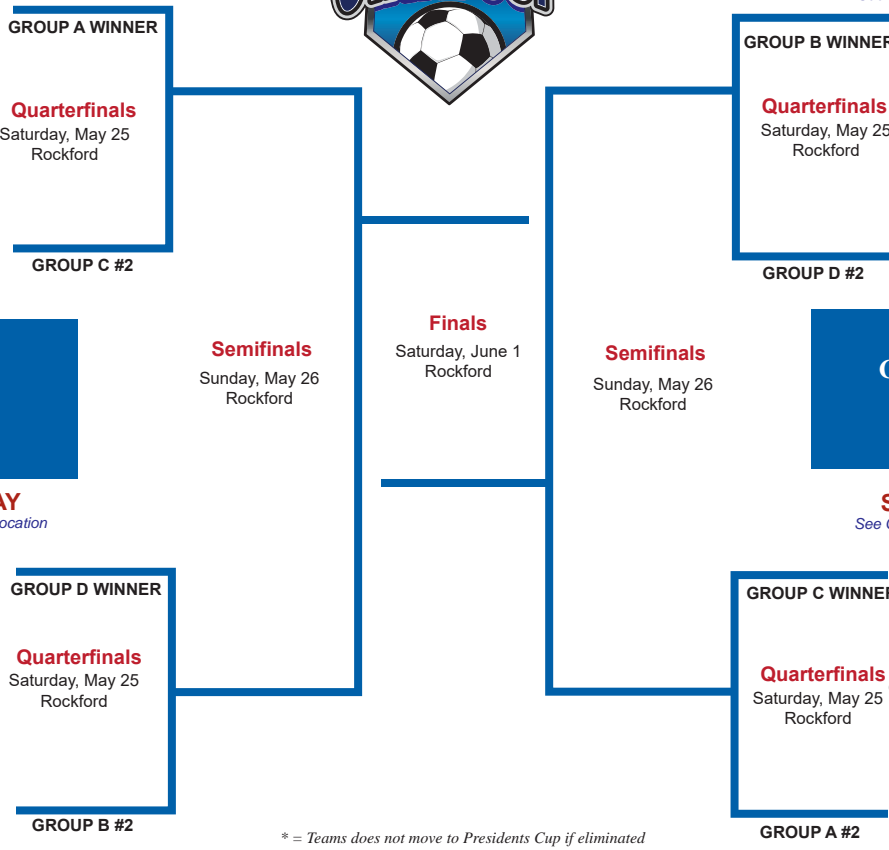 GROUP A WINNER
Quarterfinals
Saturday, May 25
Rockford
GROUP C #2
GROUP B WINNER
Quarterfinals
Saturday, May 25
Rockford
GROUP D #2
Semifinals
Sunday, May 26
Rockford
Finals
Saturday, June 1
Rockford
Semifinals
Sunday, May 26
Rockford
GROUP D WINNER
Quarterfinals
Saturday, May 25
Rockford
GROUP B #2
GROUP C WINNER
Quarterfinals
Saturday, May 25
Rockford
GROUP A #2
See
* = Teams does not move to Presidents Cup if eliminated